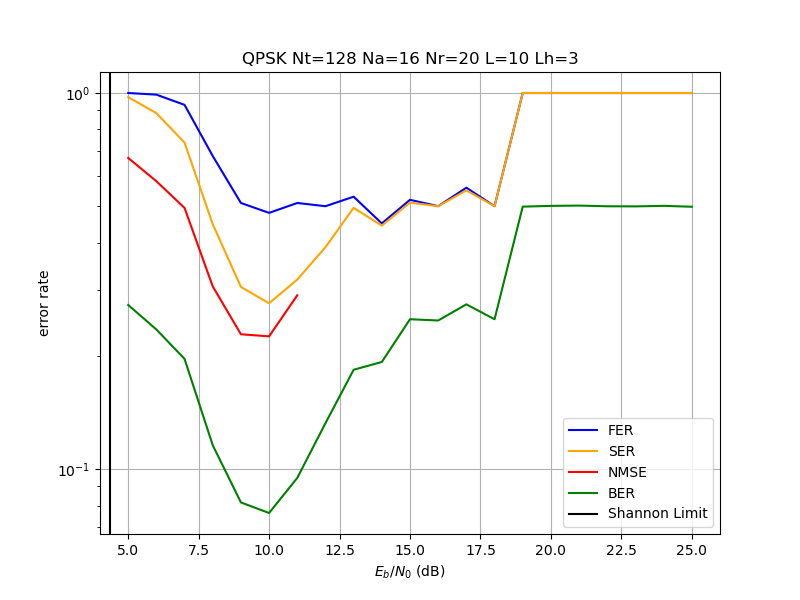 QPSK Nt=128 Na=16 Nr=20 L=10 Lh=3
error rate
10⁰
10⁻¹
FER
SER
NMSE
BER
Shannon Limit
5.0 7.5 10.0 12.5 15.0 17.5 20.0 22.5 25.0
E_b/N_0 (dB)